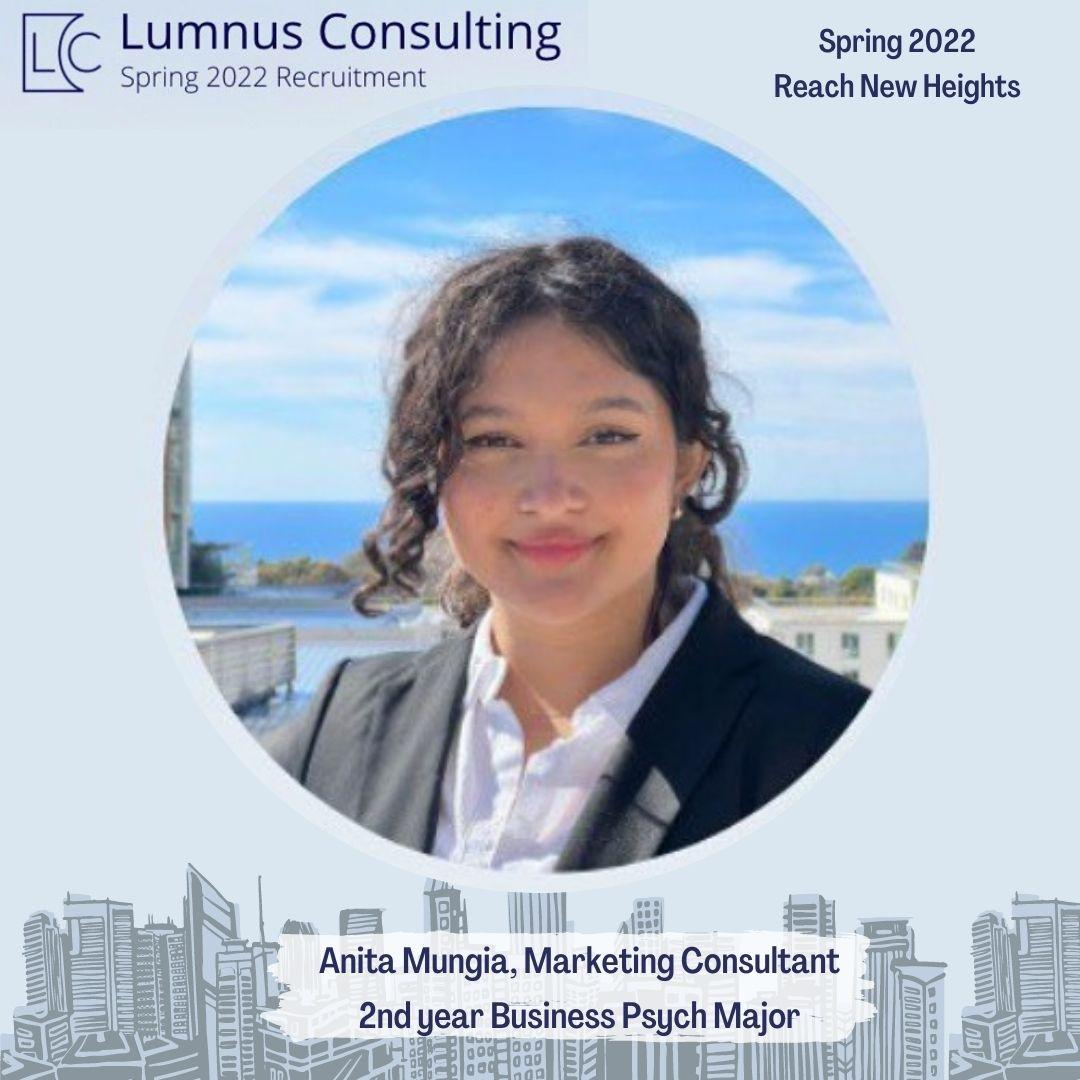 LC
Lumnus Consulting
Spring 2022 Recruitment
Spring 2022
Reach New Heights
Anita Mungia, Marketing Consultant
2nd year Business Psych Major